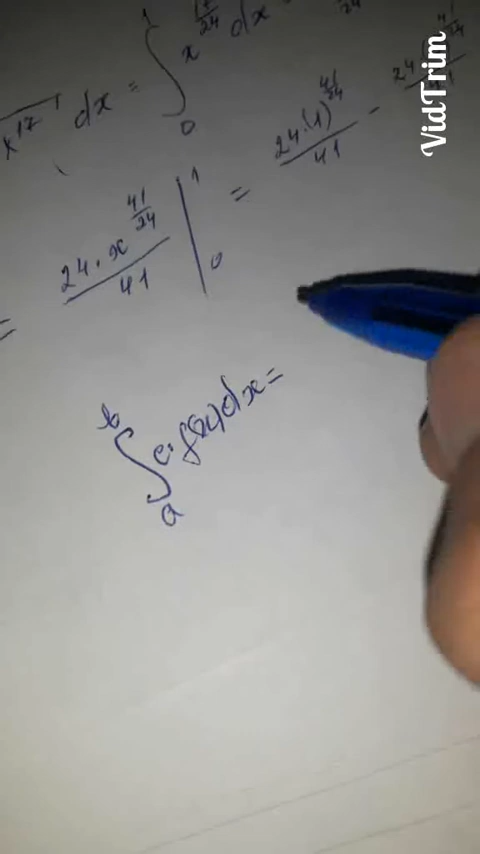 x^17 dx = ∫_0^1 x^(17/24) dx
= 24·x^(41/24) / 41 |_0^1 = 24·(1)^(41/24) / 41 -
∫_a^b c·f(x)dx =
VidTrim